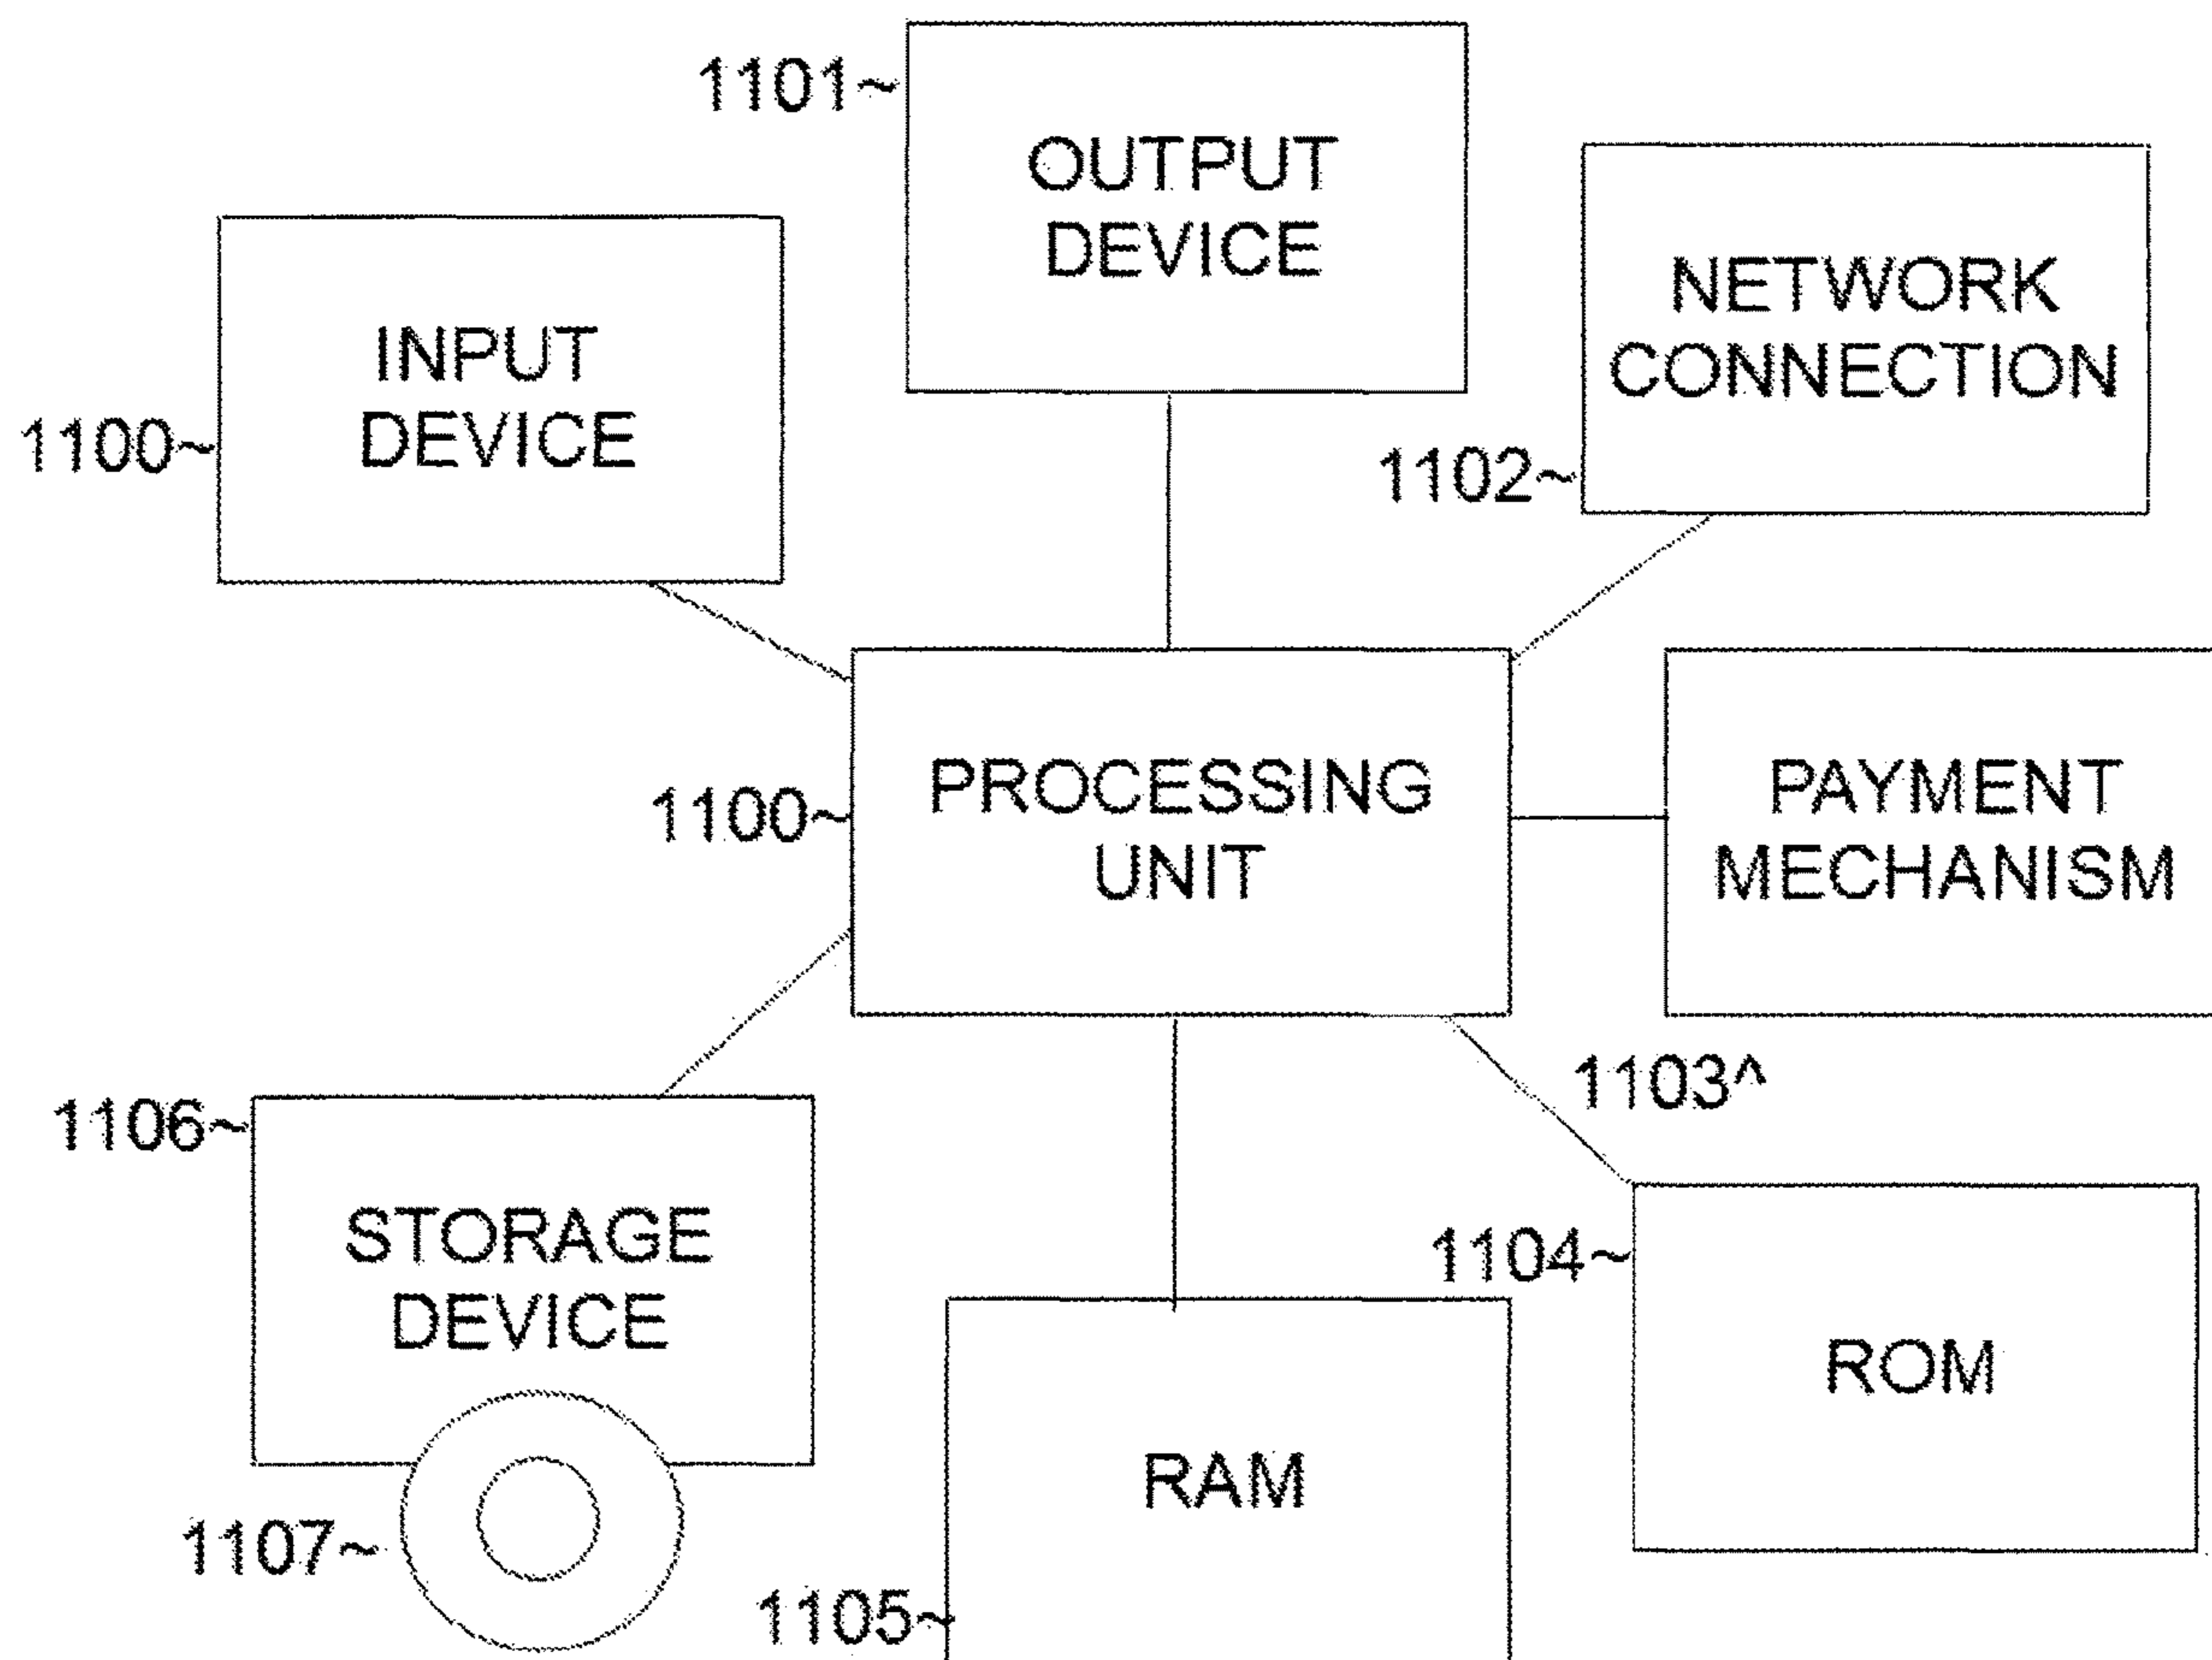 1101~
OUTPUT
DEVICE
NETWORK
CONNECTION
1102~
INPUT
DEVICE
1100~
PROCESSING
UNIT
1100~
PAYMENT
MECHANISM
1103^
1106~
STORAGE
DEVICE
1107~
RAM
1105~
1104~
ROM